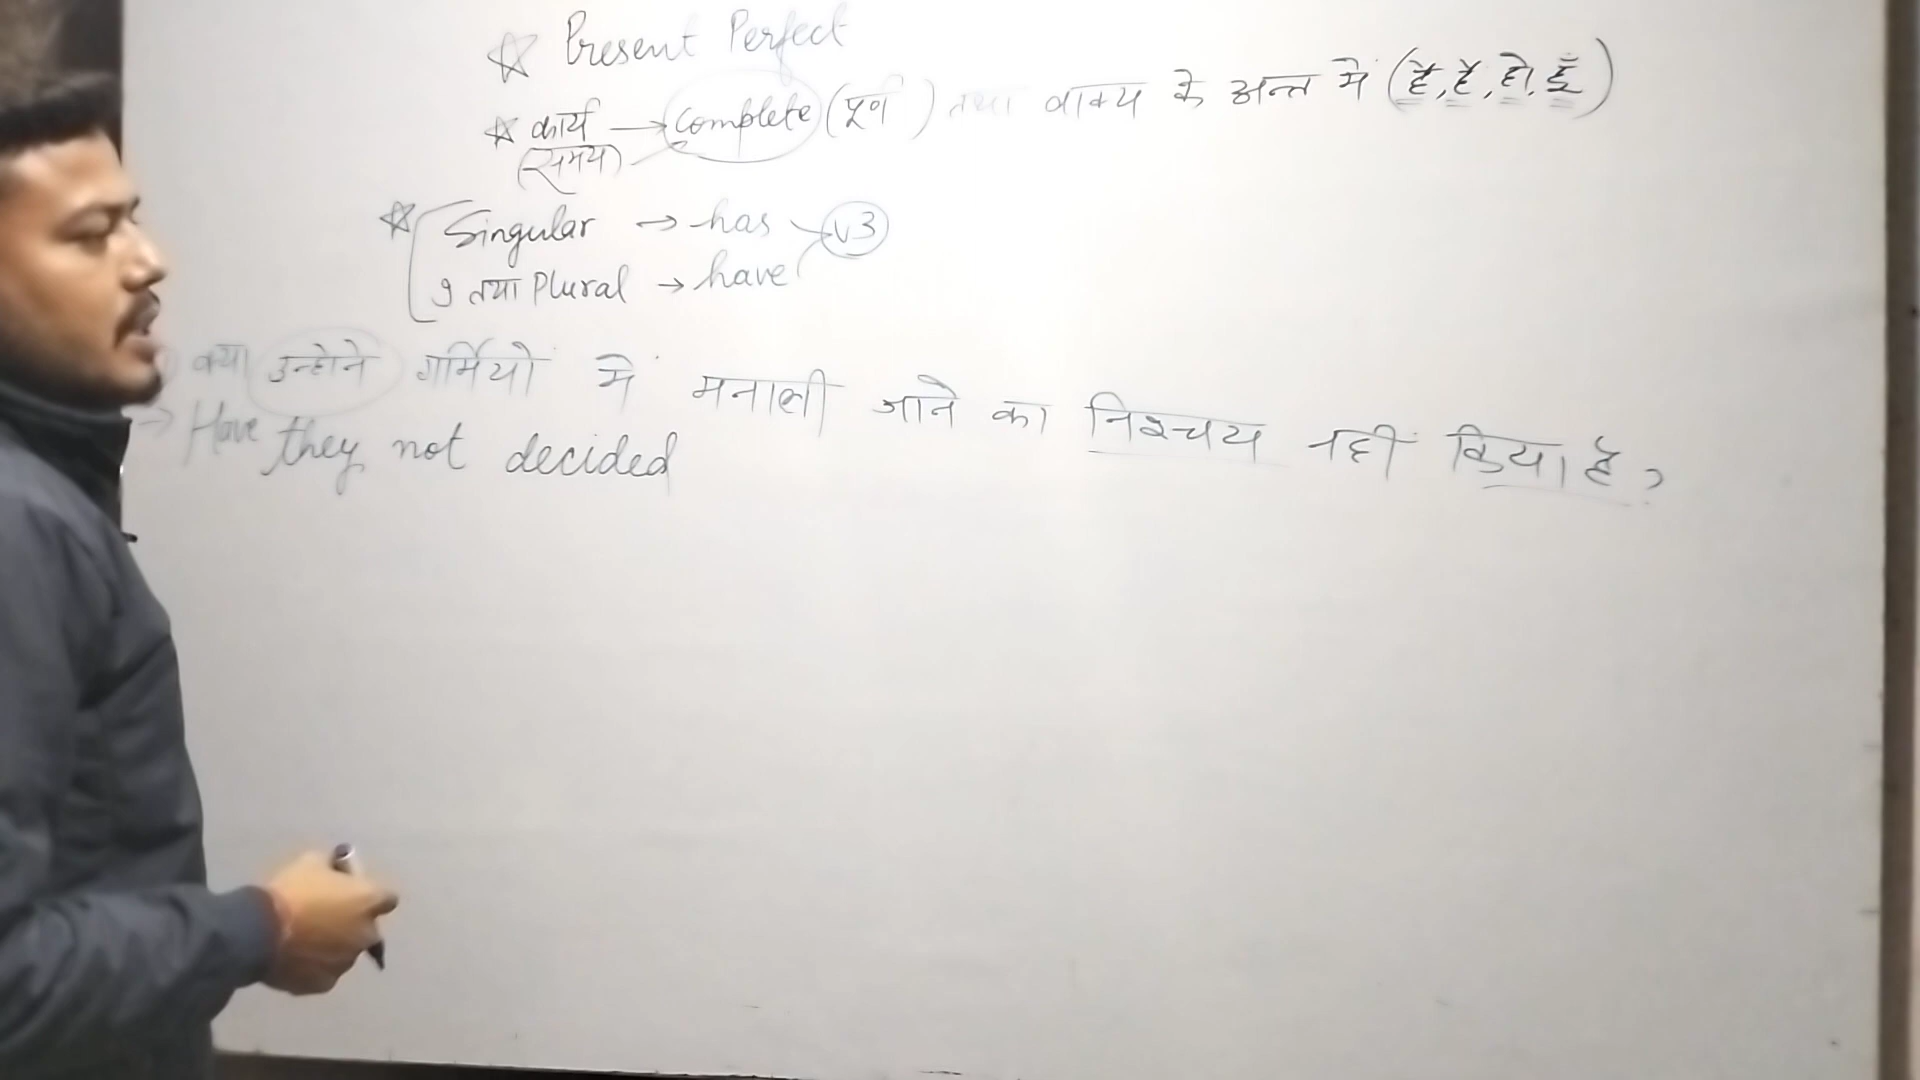 ☆ Present Perfect
☆ कार्य → Complete (पूर्ण) तथा वाक्य के अन्त में (है, हैं, हो, हूँ)
(समय)
☆ Singular → has V3
I तथा Plural → have
क्या उन्होने गर्मियों में मनाली जाने का निश्चय नहीं किया है ?
→ Have they not decided